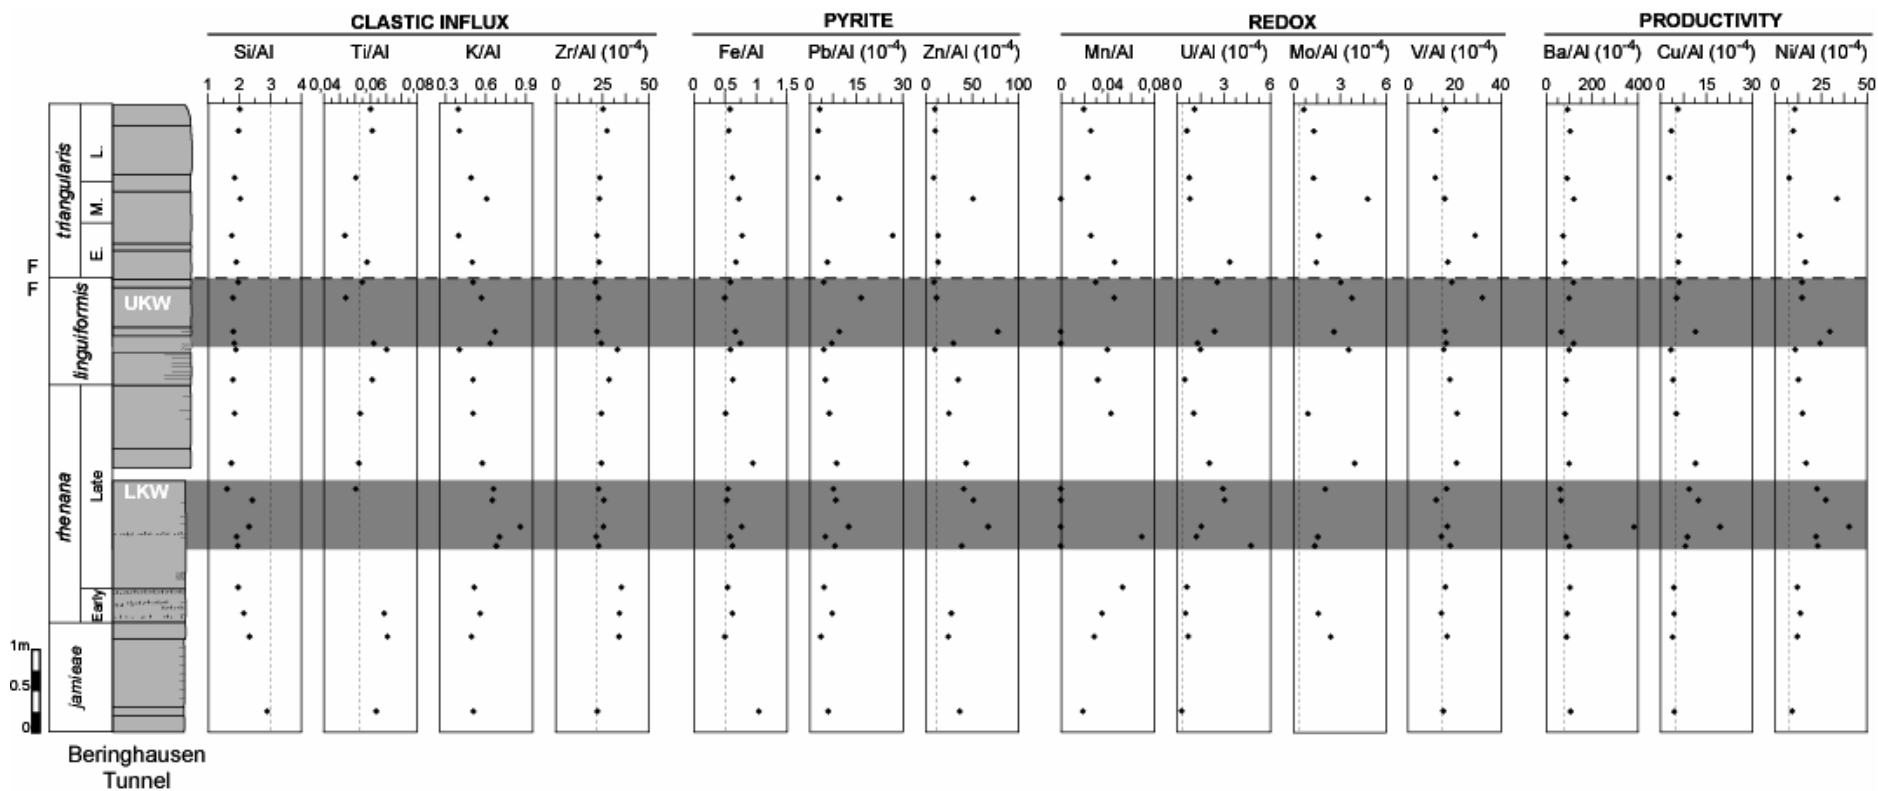 CLASTIC INFLUX PYRITE REDOX PRODUCTIVITY
Si/Al Ti/Al K/Al Zr/Al (10⁻⁴) Fe/Al Pb/Al (10⁻⁴) Zn/Al (10⁻⁴) Mn/Al U/Al (10⁻⁴) Mo/Al (10⁻⁴) V/Al (10⁻⁴) Ba/Al (10⁻⁴) Cu/Al (10⁻⁴) Ni/Al (10⁻⁴)
1 2 3 4 0,04 0,06 0,08 0.3 0.6 0.9 0 25 50 0 0.5 1 1.5 0 15 30 0 50 100 0 0,04 0,08 0 3 6 0 3 6 0 20 40 0 200 400 0 15 30 0 25 50
triangularis
L.
M.
E.
F
F
linguiformis
UKW
rhenana
Late
LKW
Early
jamieae
1m
0.5
0
Beringhausen
Tunnel